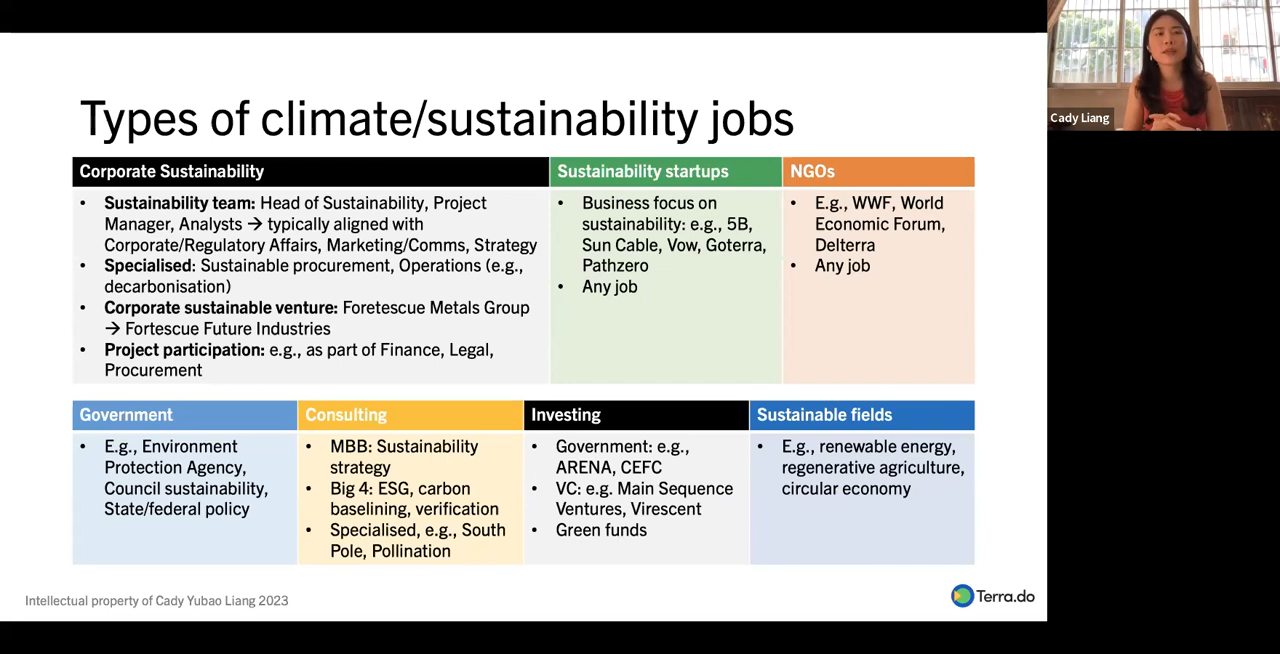 Types of climate/sustainability jobs
Cady Liang
Corporate Sustainability
• Sustainability team: Head of Sustainability, Project
Manager, Analysts → typically aligned with
Corporate/Regulatory Affairs, Marketing/Comms, Strategy
• Specialised: Sustainable procurement, Operations (e.g.,
decarbonisation)
• Corporate sustainable venture: Foretescue Metals Group
→ Fortescue Future Industries
• Project participation: e.g., as part of Finance, Legal,
Procurement
Sustainability startups
• Business focus on
sustainability: e.g., 5B,
Sun Cable, Vow, Goterra,
Pathzero
• Any job
NGOs
• E.g., WWF, World
Economic Forum,
Delterra
• Any job
Government
• E.g., Environment
Protection Agency,
Council sustainability,
State/federal policy
Consulting
• MBB: Sustainability
strategy
• Big 4: ESG, carbon
baselining, verification
• Specialised, e.g., South
Pole, Pollination
Investing
• Government: e.g.,
ARENA, CEFC
• VC: e.g. Main Sequence
Ventures, Virescent
• Green funds
Sustainable fields
• E.g., renewable energy,
regenerative agriculture,
circular economy
Intellectual property of Cady Yubao Liang 2023
Terra.do